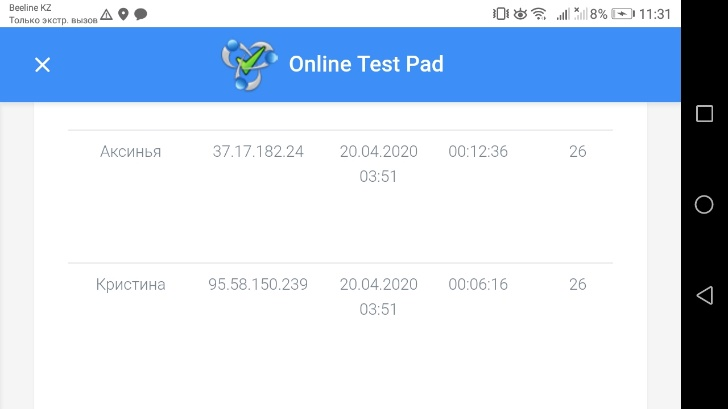 Beeline KZ
Только экстр. вызов
8% 11:31
Online Test Pad
Аксинья 37.17.182.24 20.04.2020 00:12:36 26
03:51
Кристина 95.58.150.239 20.04.2020 00:06:16 26
03:51